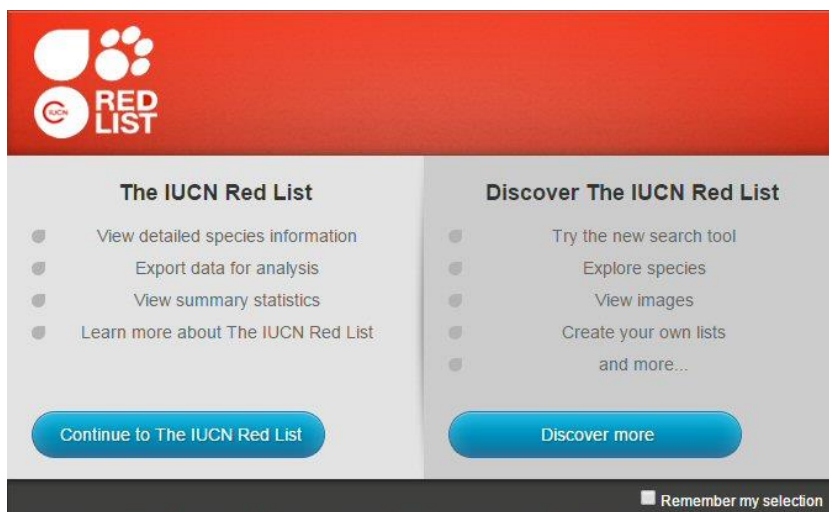 IUCN
RED
LIST
The IUCN Red List
View detailed species information
Export data for analysis
View summary statistics
Learn more about The IUCN Red List
Continue to The IUCN Red List
Discover The IUCN Red List
Try the new search tool
Explore species
View images
Create your own lists
and more...
Discover more
Remember my selection